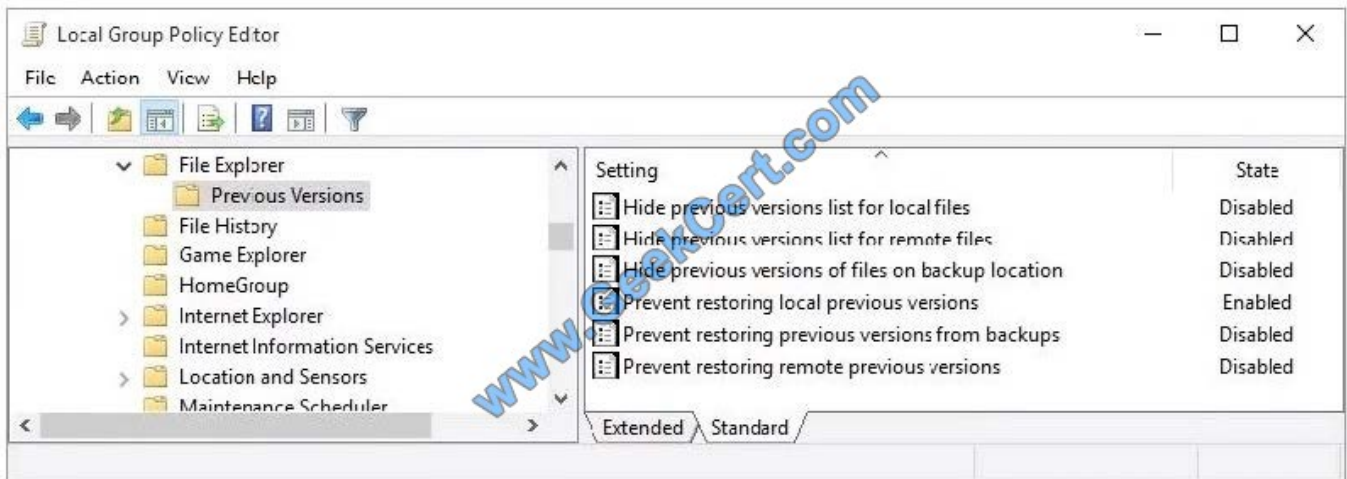 Local Group Policy Editor
File Action View Help
File Explorer
Previous Versions
File History
Game Explorer
HomeGroup
Internet Explorer
Internet Information Services
Location and Sensors
Maintenance Scheduler
Setting State
Hide previous versions list for local files Disabled
Hide previous versions list for remote files Disabled
Hide previous versions of files on backup location Disabled
Prevent restoring local previous versions Enabled
Prevent restoring previous versions from backups Disabled
Prevent restoring remote previous versions Disabled
Extended Standard
www.GeekCert.com